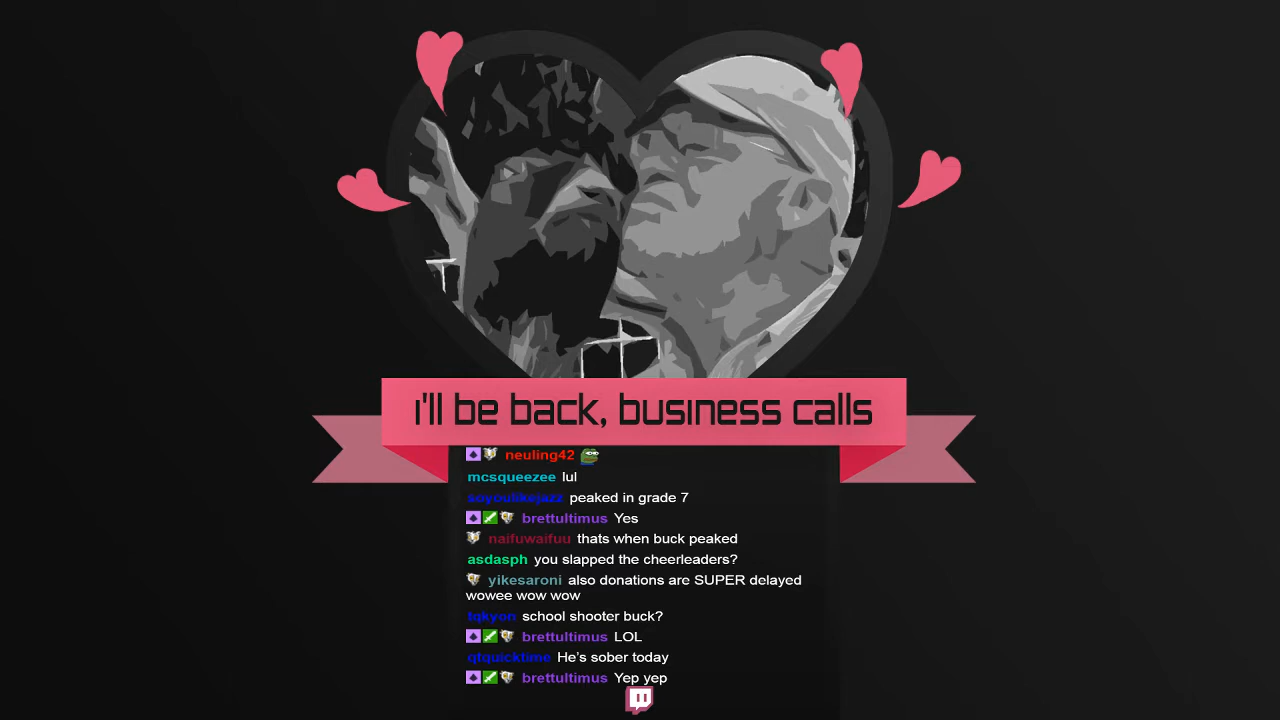 i'll be back, business calls
neuling42
mcsqueezee lul
soyoulikejazz peaked in grade 7
brettultimus Yes
naifuwaifuu thats when buck peaked
asdasph you slapped the cheerleaders?
yikesaroni also donations are SUPER delayed
wowee wow wow
tqkyon school shooter buck?
brettultimus LOL
qtquicktime He's sober today
brettultimus Yep yep